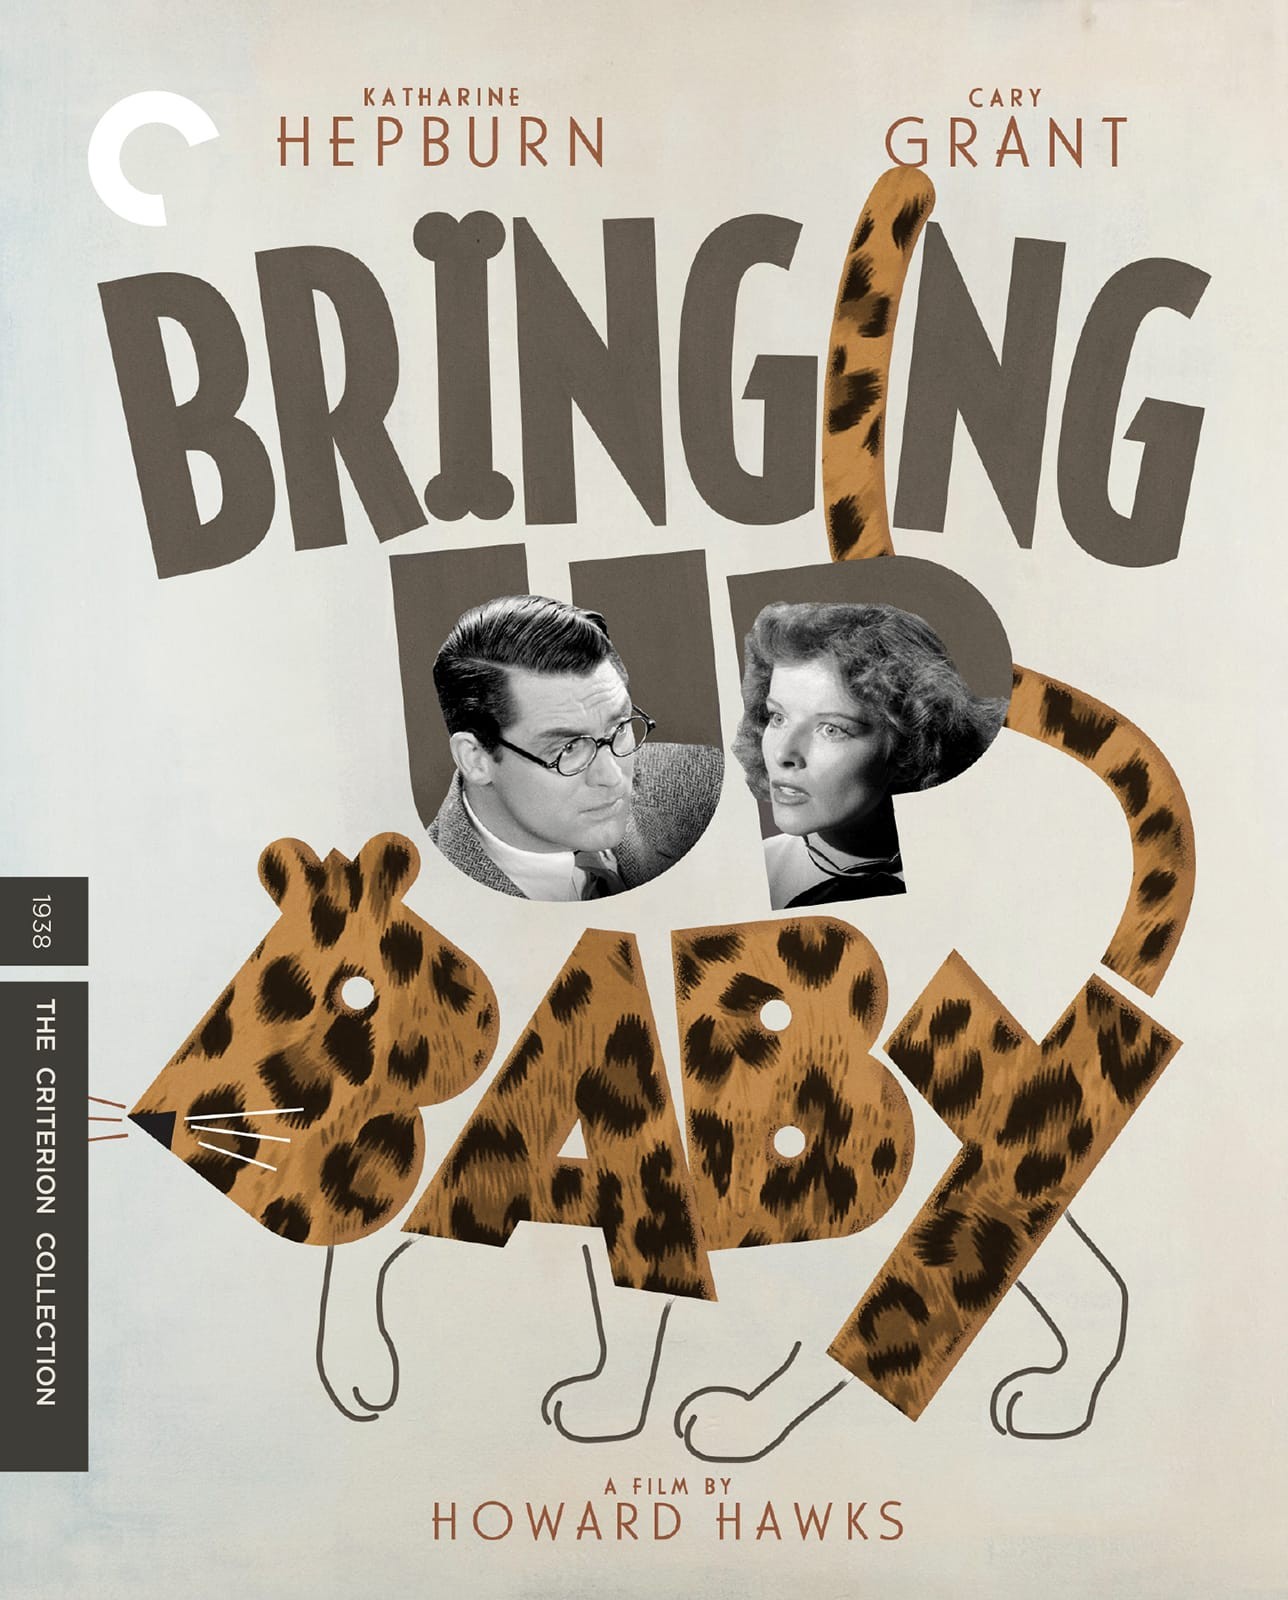 KATHARINE
HEPBURN
CARY
GRANT
BRINGING
UP
BABY
1938
THE CRITERION COLLECTION
A FILM BY
HOWARD HAWKS